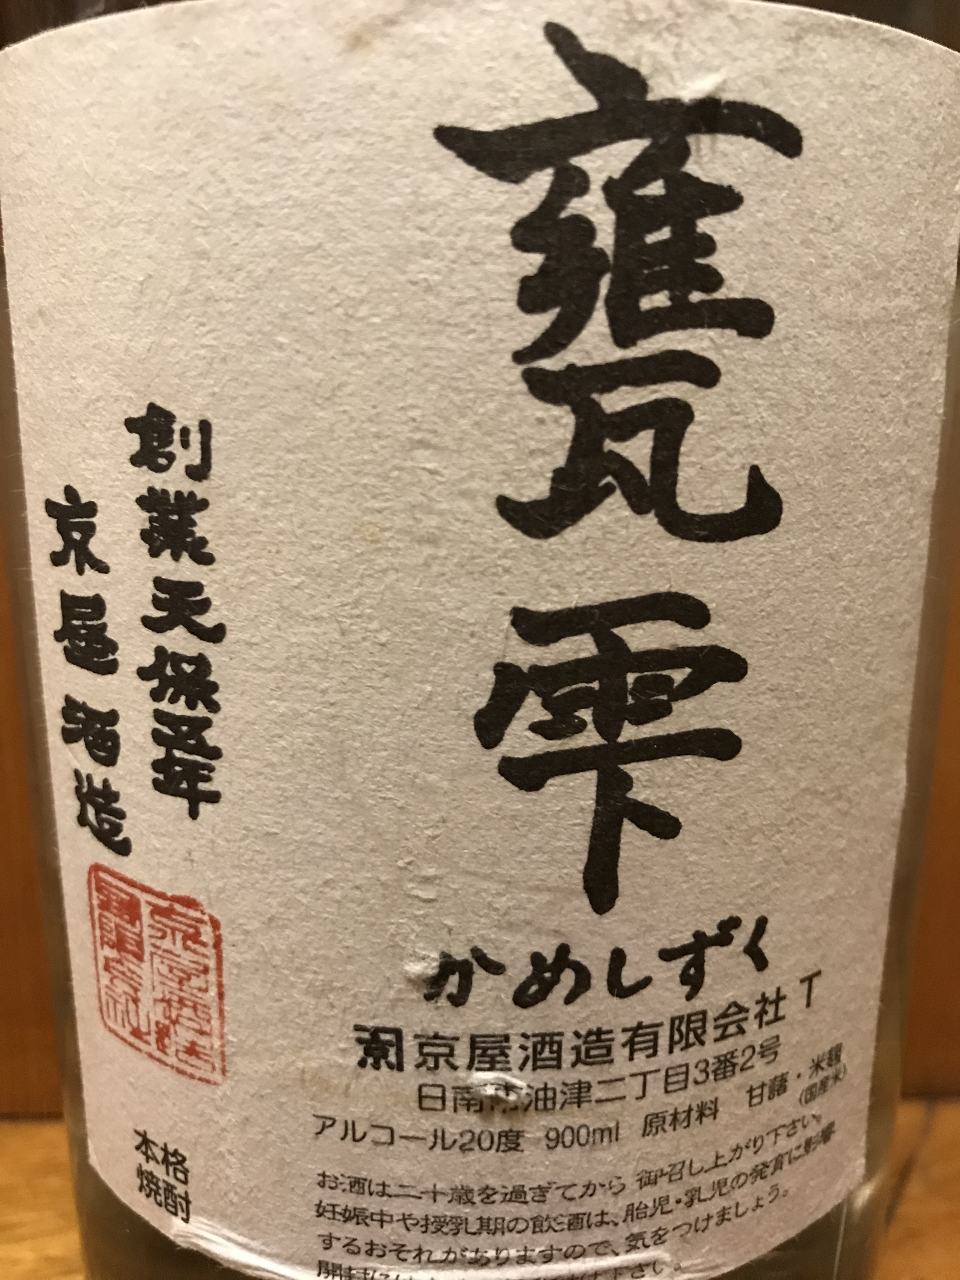 甕雫
かめしずく
京屋酒造有限会社 T
日南市油津二丁目3番2号
アルコール20度 900ml 原材料 甘藷・米麹
(国産米)
お酒は二十歳を過ぎてから 御召し上がり下さい。
妊娠中や授乳期の飲酒は、胎児・乳児の発育に影響
するおそれがありますので、気をつけましょう。
創業天保五年
京屋酒造
本格
焼酎